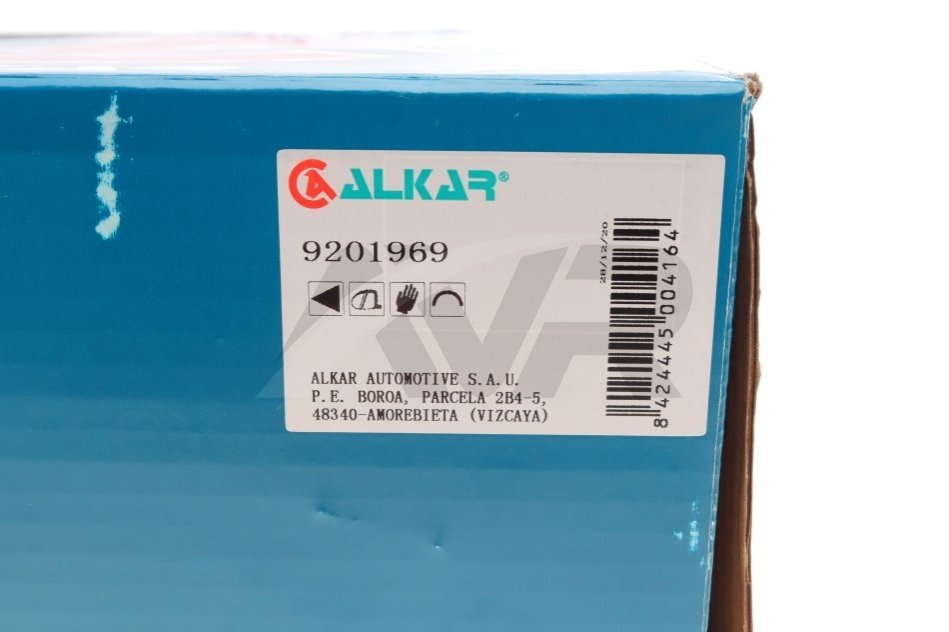 ALKAR®
9201969
ALKAR AUTOMOTIVE S.A.U.
P.E. BOROA, PARCELA 2B4-5,
48340-AMOREBIETA (VIZCAYA)
28/12/20
8 424445 004164